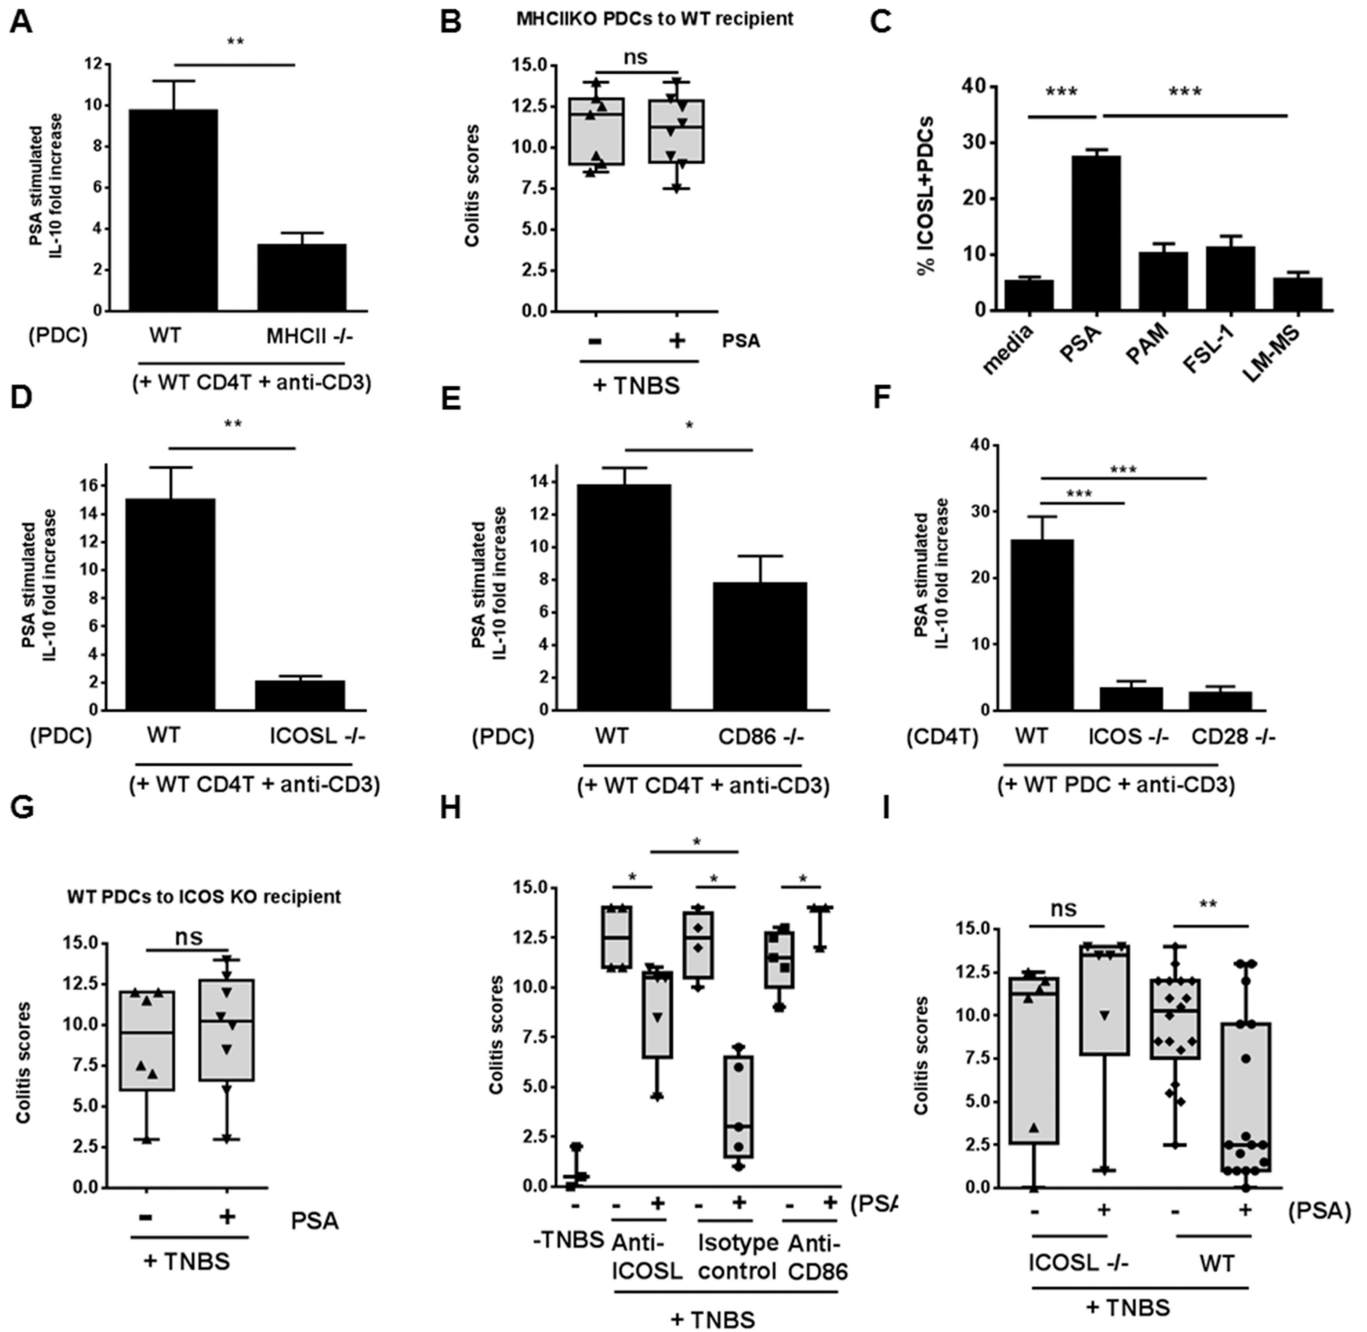 A
**
PSA stimulated
IL-10 fold increase
12
10
8
6
4
2
0
(PDC) WT MHCII -/-
(+ WT CD4T + anti-CD3)
B
MHCIIKO PDCs to WT recipient
ns
Colitis scores
15.0
12.5
10.0
7.5
5.0
2.5
0.0
- + PSA
+ TNBS
C
*** ***
% ICOSL+PDCs
40
30
20
10
0
media PSA PAM FSL-1 LM-MS
D
**
PSA stimulated
IL-10 fold increase
16
14
12
10
8
6
4
2
0
(PDC) WT ICOSL -/-
(+ WT CD4T + anti-CD3)
E
*
PSA stimulated
IL-10 fold increase
14
12
10
8
6
4
2
0
(PDC) WT CD86 -/-
(+ WT CD4T + anti-CD3)
F
***
***
PSA stimulated
IL-10 fold increase
40
30
20
10
0
(CD4T) WT ICOS -/- CD28 -/-
(+ WT PDC + anti-CD3)
G
WT PDCs to ICOS KO recipient
ns
Colitis scores
15.0
12.5
10.0
7.5
5.0
2.5
0.0
- + PSA
+ TNBS
H
*
* * *
Colitis scores
15.0
12.5
10.0
7.5
5.0
2.5
0.0
- - + - + - + (PSA
-TNBS Anti- Isotype Anti-
ICOSL control CD86
+ TNBS
I
ns **
Colitis scores
15.0
12.5
10.0
7.5
5.0
2.5
0.0
- + - + (PSA)
ICOSL -/- WT
+ TNBS